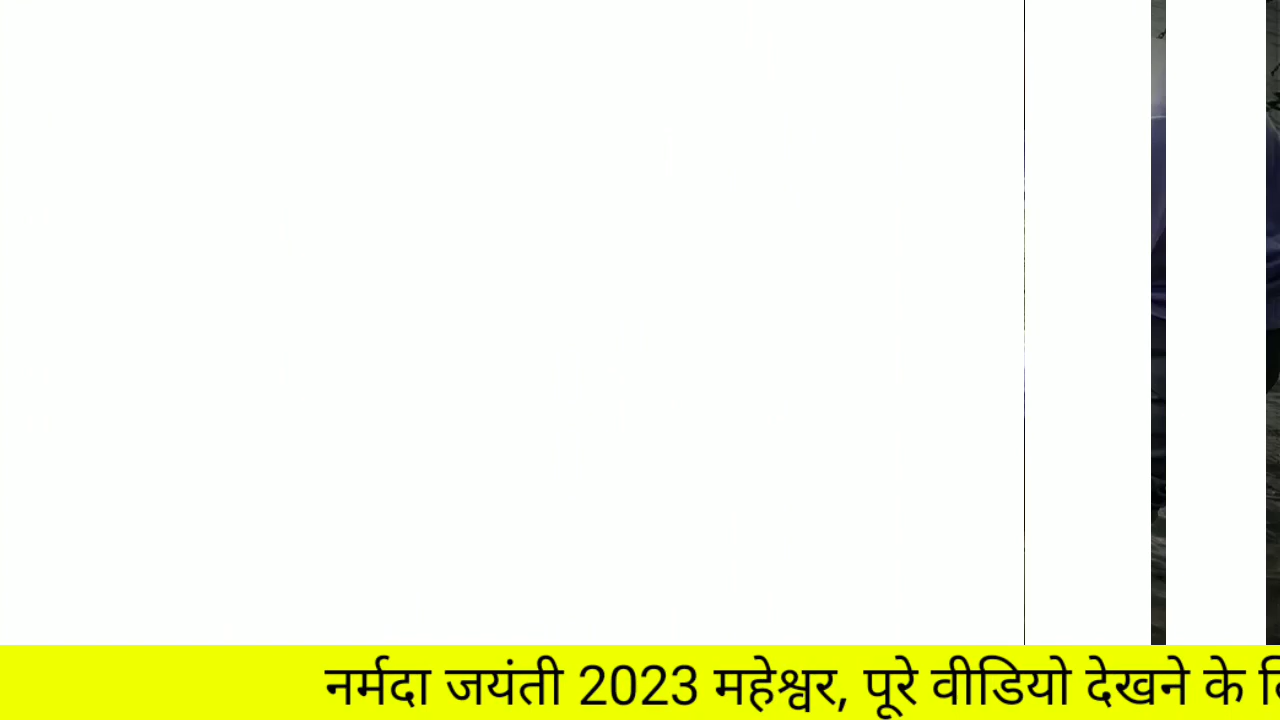 नर्मदा जयंती 2023 महेश्वर, पूरे वीडियो देखने के